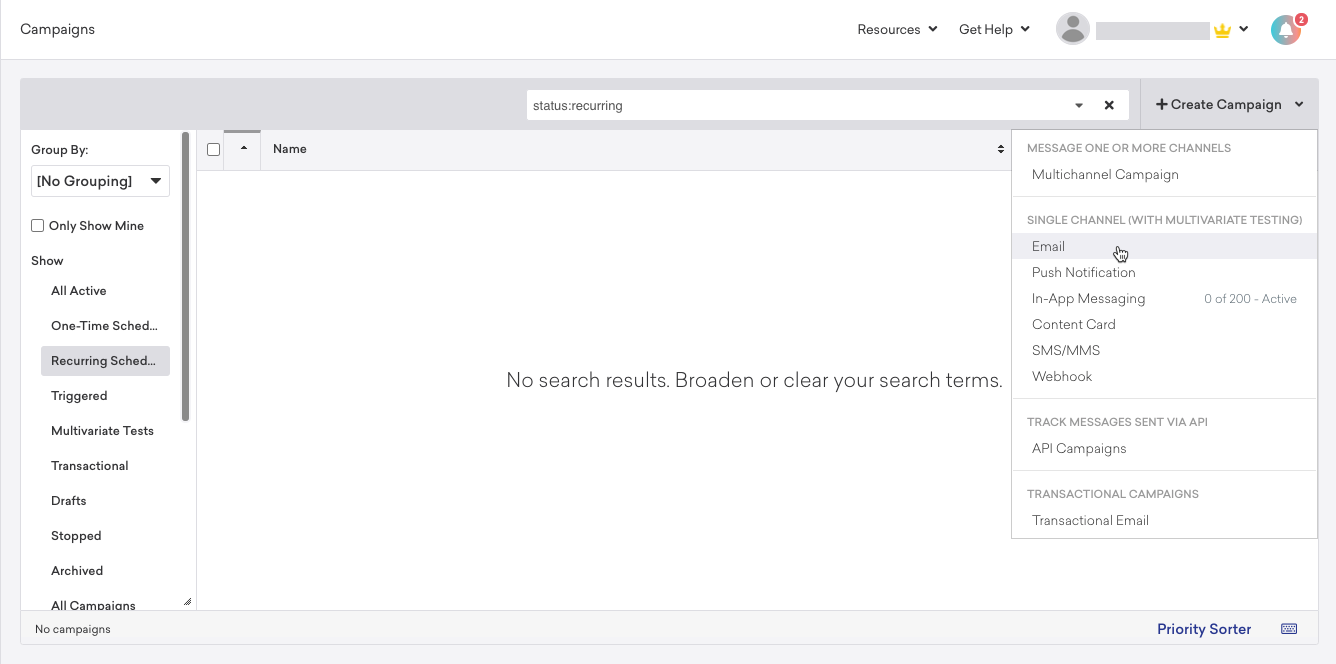 Campaigns
Resources
Get Help
2
status:recurring
Create Campaign
Group By:
[No Grouping]
Only Show Mine
Show
All Active
One-Time Sched...
Recurring Sched...
Triggered
Multivariate Tests
Transactional
Drafts
Stopped
Archived
All Campaigns
Name
No search results. Broaden or clear your search terms.
MESSAGE ONE OR MORE CHANNELS
Multichannel Campaign
SINGLE CHANNEL (WITH MULTIVARIATE TESTING)
Email
Push Notification
In-App Messaging 0 of 200 - Active
Content Card
SMS/MMS
Webhook
TRACK MESSAGES SENT VIA API
API Campaigns
TRANSACTIONAL CAMPAIGNS
Transactional Email
No campaigns
Priority Sorter